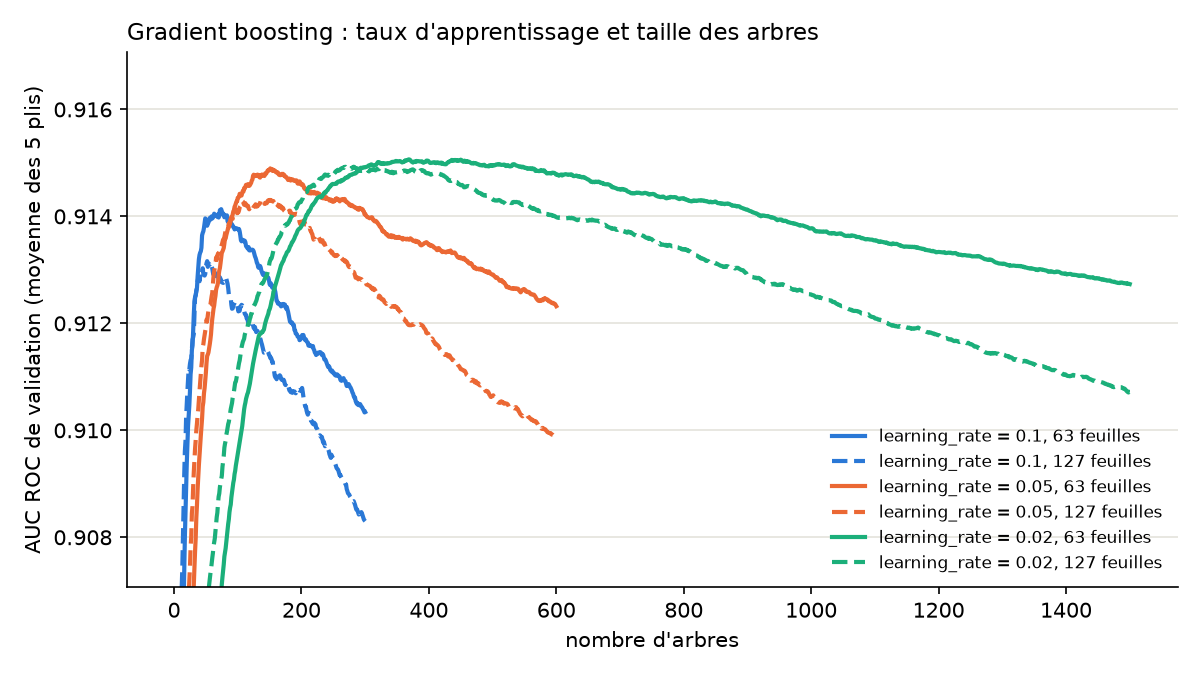 Gradient boosting : taux d'apprentissage et taille des arbres
AUC ROC de validation (moyenne des 5 plis)
0.916
0.914
0.912
0.910
0.908
learning_rate = 0.1, 63 feuilles
learning_rate = 0.1, 127 feuilles
learning_rate = 0.05, 63 feuilles
learning_rate = 0.05, 127 feuilles
learning_rate = 0.02, 63 feuilles
learning_rate = 0.02, 127 feuilles
0 200 400 600 800 1000 1200 1400
nombre d'arbres